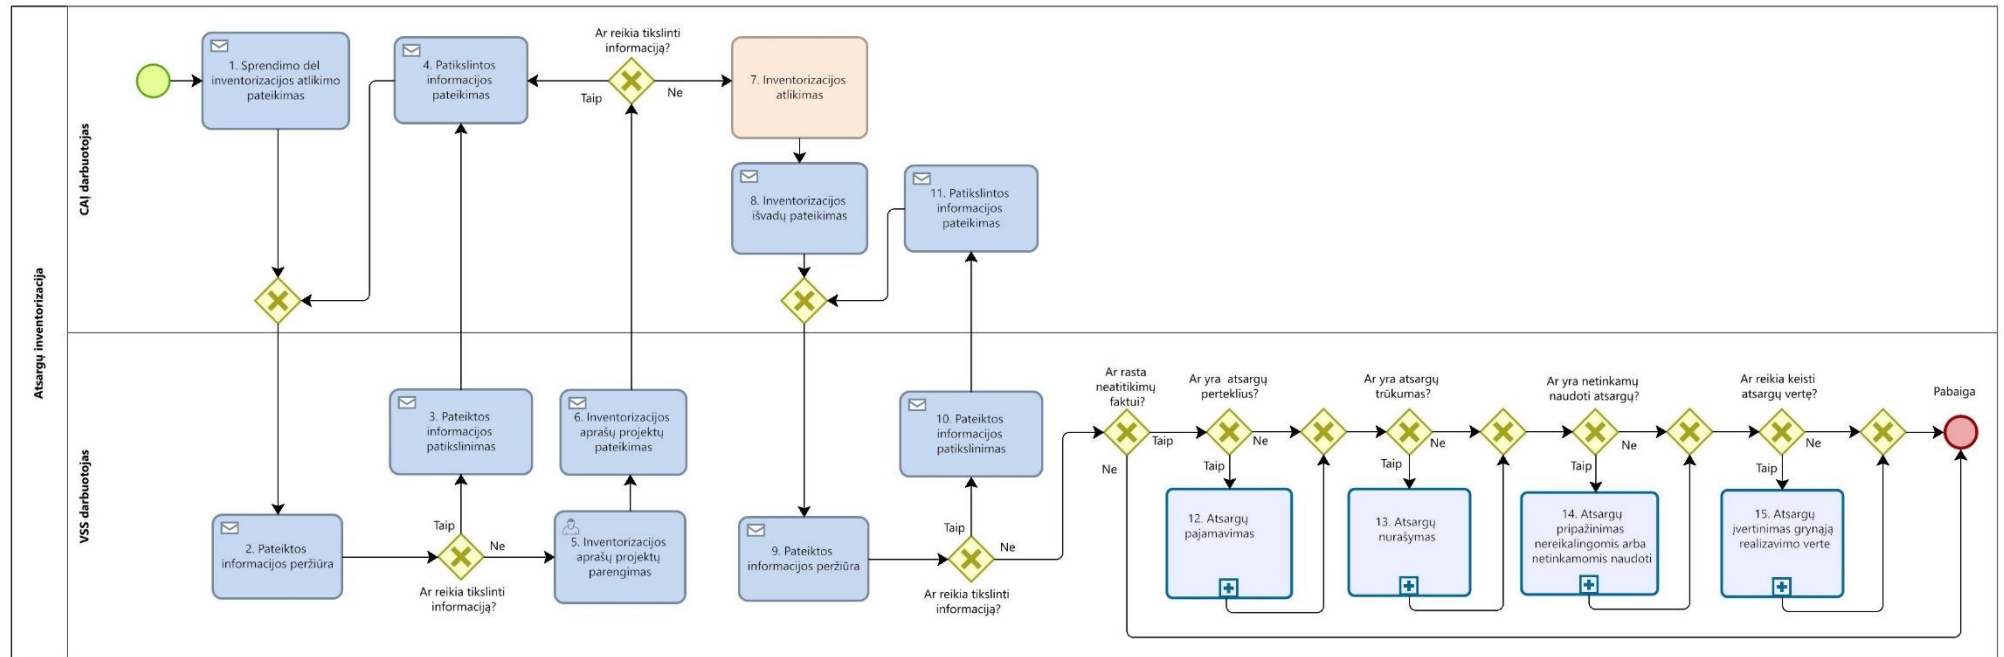 Atsargų inventorizacija
CAĮ darbuotojas
1. Sprendimo dėl
inventorizacijos atlikimo
pateikimas
4. Patikslintos
informacijos
pateikimas
Ar reikia tikslinti
informaciją?
Taip
Ne
7. Inventorizacijos
atlikimas
8. Inventorizacijos
išvadų pateikimas
11. Patikslintos
informacijos
pateikimas
VSS darbuotojas
2. Pateiktos
informacijos peržiūra
3. Pateiktos
informacijos
patikslinimas
Taip
Ne
Ar reikia tikslinti
informaciją?
6. Inventorizacijos
aprašų projektų
pateikimas
5. Inventorizacijos
aprašų projektų
parengimas
9. Pateiktos
informacijos peržiūra
10. Pateiktos
informacijos
patikslinimas
Taip
Ne
Ar reikia tikslinti
informaciją?
Ar rasta
neatitikimų
faktui?
Taip
Ne
Ar yra atsargų
perteklius?
Ne
Taip
12. Atsargų
pajamavimas
Ar yra atsargų
trūkumas?
Ne
Taip
13. Atsargų
nurašymas
Ar yra netinkamų
naudoti atsargų?
Ne
Taip
14. Atsargų
pripažinimas
nereikalingomis arba
netinkamomis naudoti
Ar reikia keisti
atsargų vertę?
Ne
Taip
15. Atsargų
įvertinimas grynąją
realizavimo verte
Pabaiga